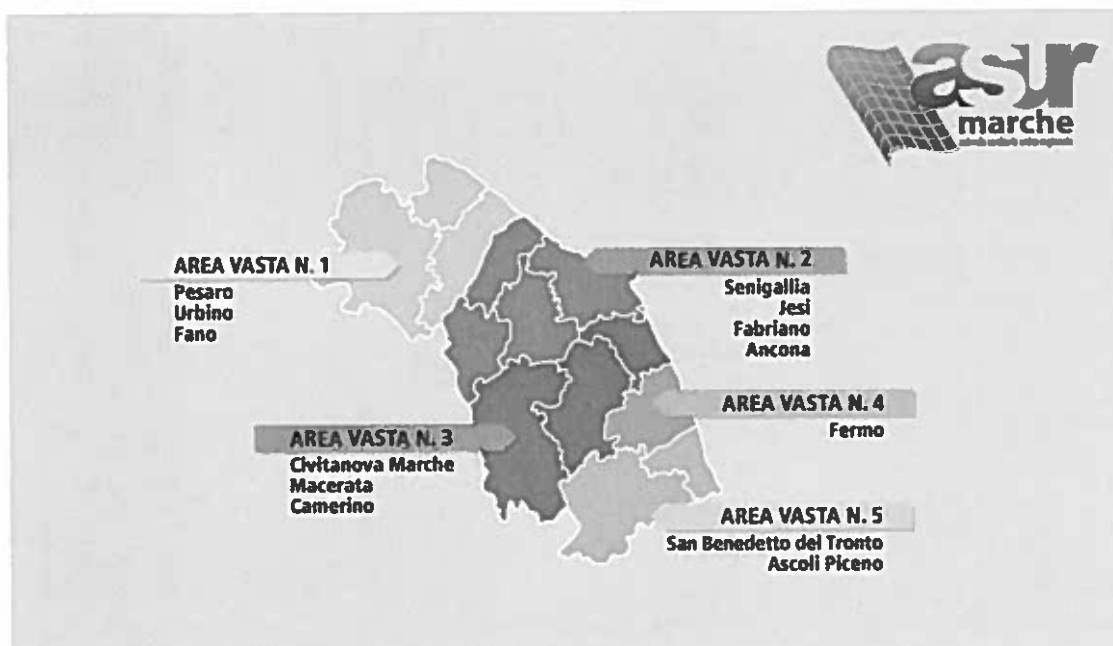 asur
marche
AREA VASTA N. 1
Pesaro
Urbino
Fano
AREA VASTA N. 2
Senigallia
Jesi
Fabriano
Ancona
AREA VASTA N. 3
Civitanova Marche
Macerata
Camerino
AREA VASTA N. 4
Fermo
AREA VASTA N. 5
San Benedetto del Tronto
Ascoli Piceno